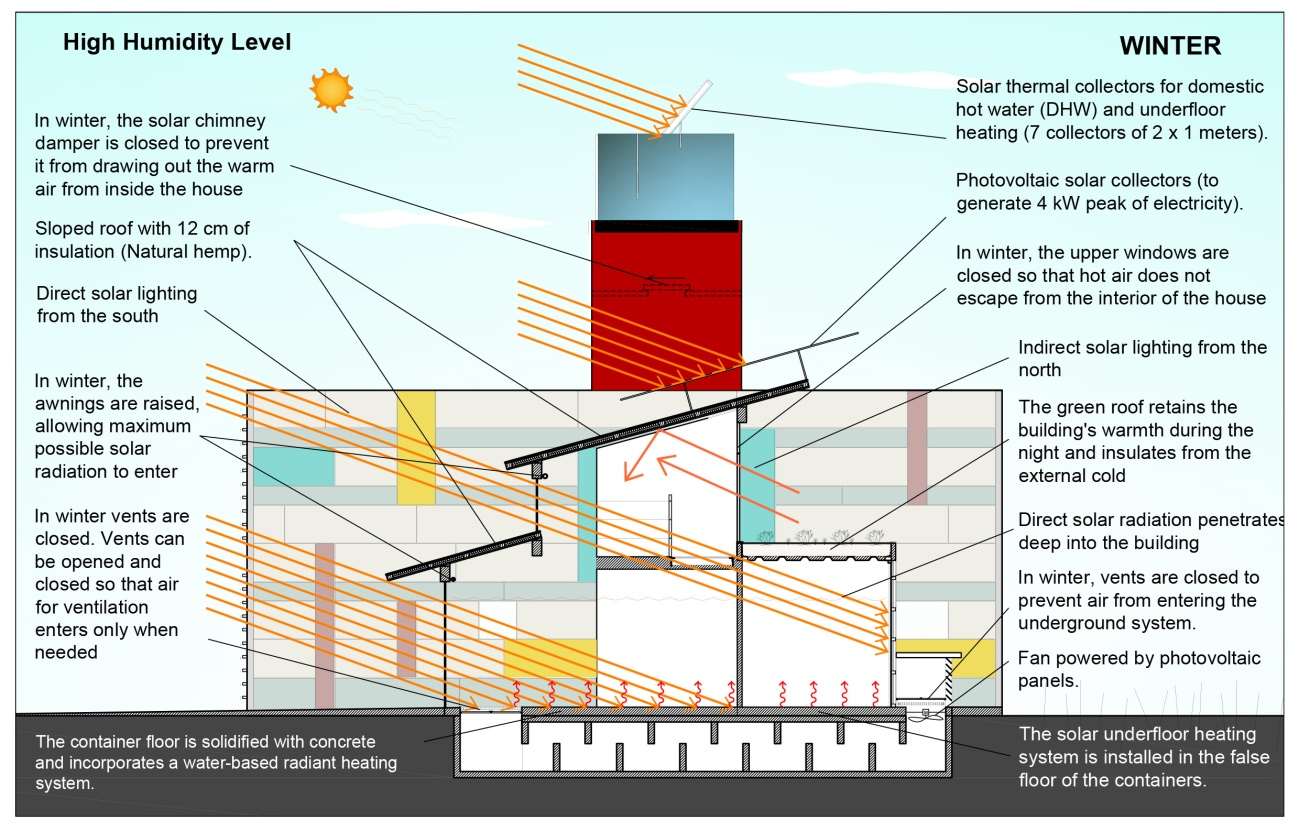 High Humidity Level
In winter, the solar chimney
damper is closed to prevent
it from drawing out the warm
air from inside the house
Sloped roof with 12 cm of
insulation (Natural hemp).
Direct solar lighting
from the south
In winter, the
awnings are raised,
allowing maximum
possible solar
radiation to enter
In winter vents are
closed. Vents can
be opened and
closed so that air
for ventilation
enters only when
needed
The container floor is solidified with concrete
and incorporates a water-based radiant heating
system.
WINTER
Solar thermal collectors for domestic
hot water (DHW) and underfloor
heating (7 collectors of 2 x 1 meters).
Photovoltaic solar collectors (to
generate 4 kW peak of electricity).
In winter, the upper windows are
closed so that hot air does not
escape from the interior of the house
Indirect solar lighting from the
north
The green roof retains the
building's warmth during the
night and insulates from the
external cold
Direct solar radiation penetrates
deep into the building
In winter, vents are closed to
prevent air from entering the
underground system.
Fan powered by photovoltaic
panels.
The solar underfloor heating
system is installed in the false
floor of the containers.